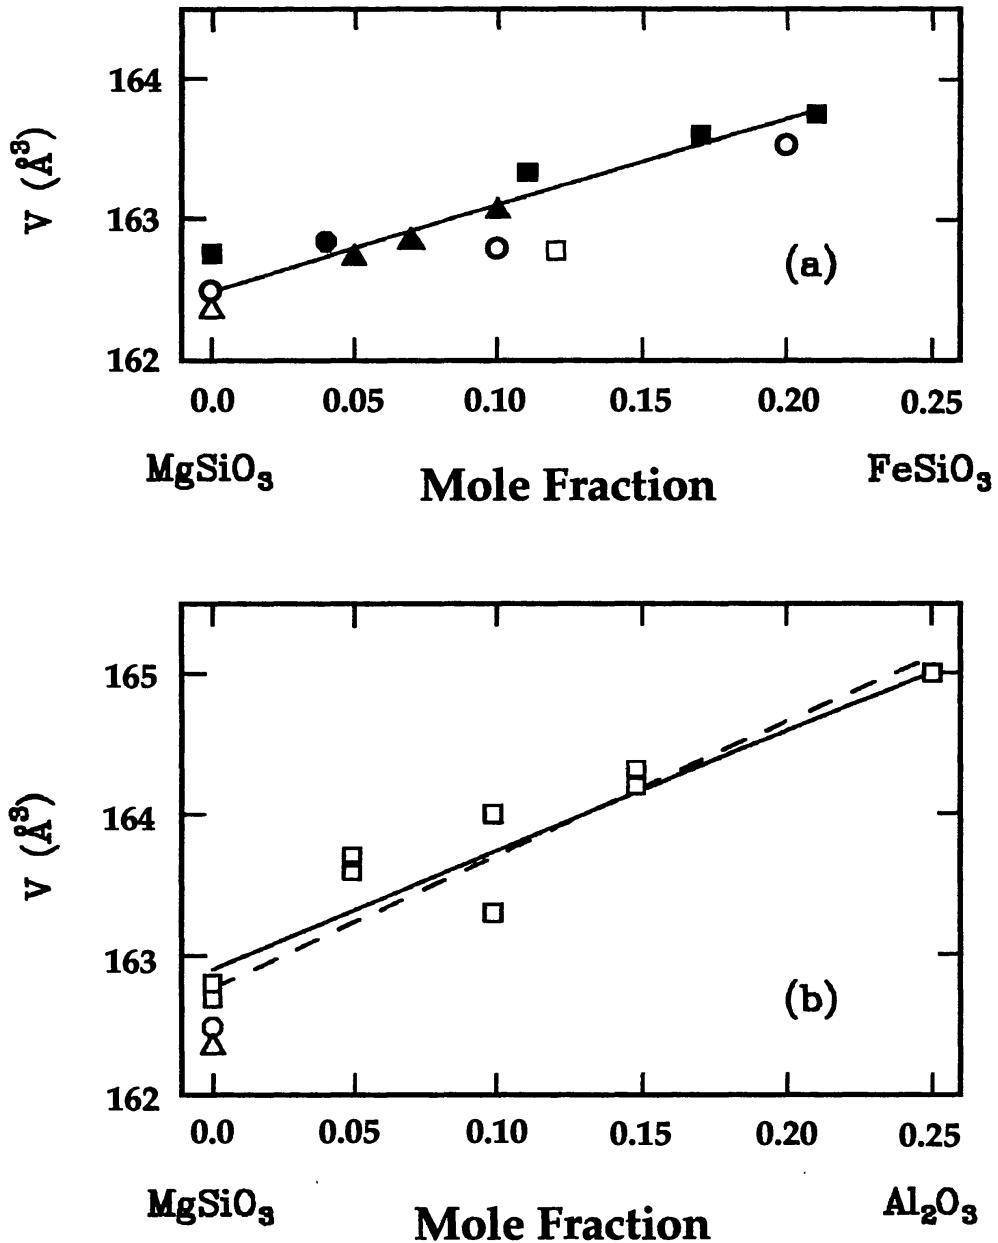 164
163
162
V (Å³)
(a)
0.0 0.05 0.10 0.15 0.20 0.25
MgSiO₃ Mole Fraction FeSiO₃
165
164
163
162
V (Å³)
(b)
0.0 0.05 0.10 0.15 0.20 0.25
MgSiO₃ Mole Fraction Al₂O₃